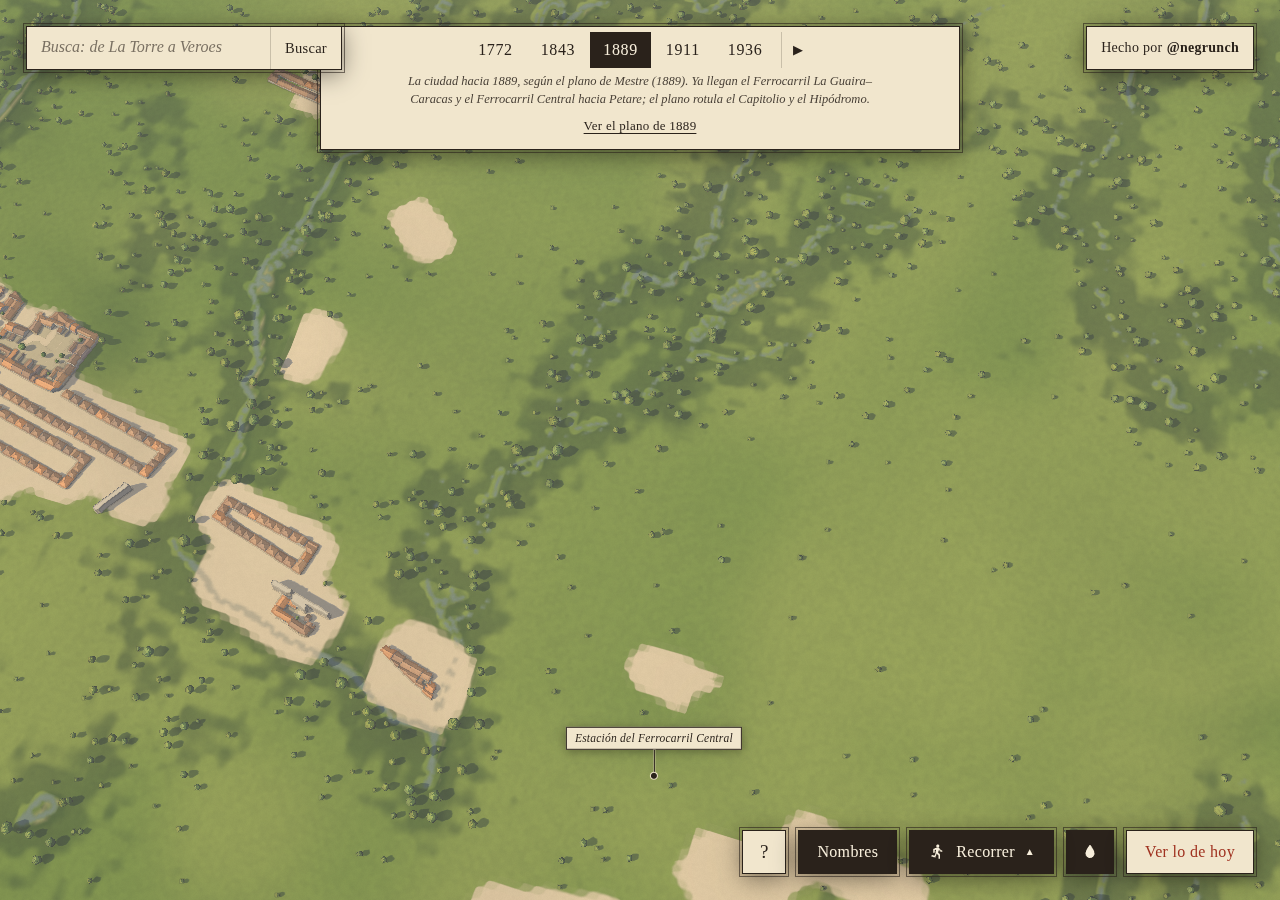 Busca: de La Torre a Veroes
Buscar
1772 1843 1889 1911 1936 ▶
La ciudad hacia 1889, según el plano de Mestre (1889). Ya llegan el Ferrocarril La Guaira–
Caracas y el Ferrocarril Central hacia Petare; el plano rotula el Capitolio y el Hipódromo.
Ver el plano de 1889
Hecho por @negrunch
Estación del Ferrocarril Central
?
Nombres
Recorrer ▲
Ver lo de hoy